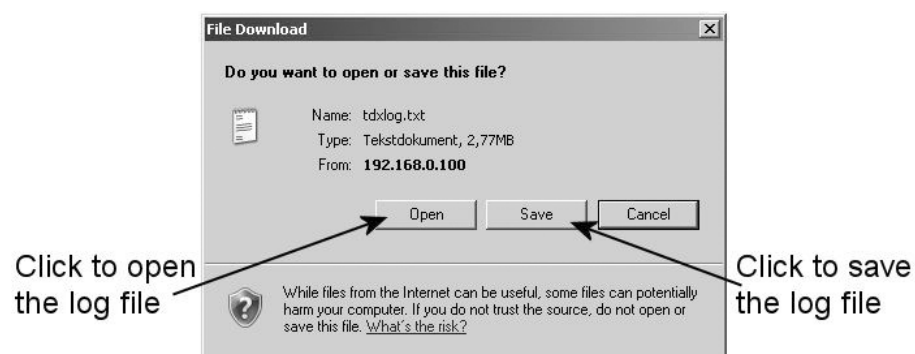 File Download
Do you want to open or save this file?
Name: tdxlog.txt
Type: Tekstdokument, 2,77MB
From: 192.168.0.100
Open Save Cancel
Click to open
the log file
Click to save
the log file
While files from the Internet can be useful, some files can potentially
harm your computer. If you do not trust the source, do not open or
save this file. What's the risk?